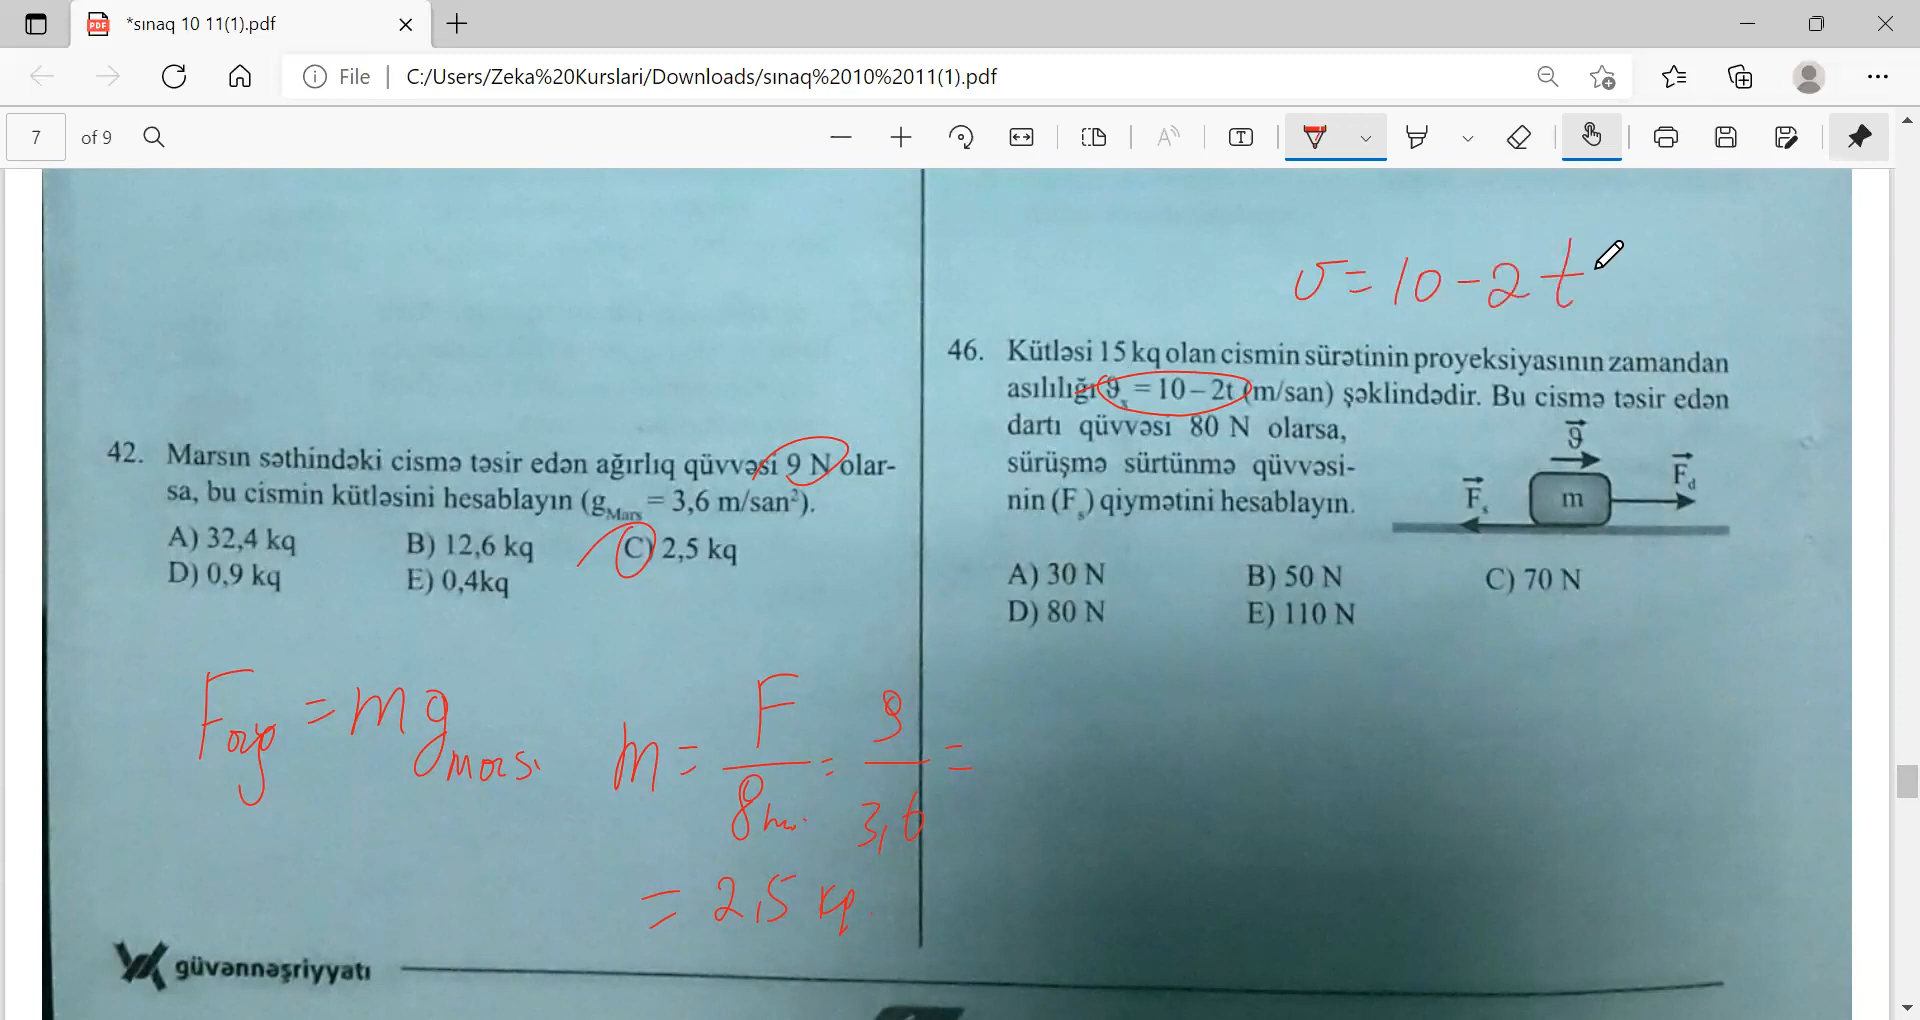 *sınaq 10 11(1).pdf
File
C:/Users/Zeka%20Kurslari/Downloads/sınaq%2010%2011(1).pdf
7 of 9
42. Marsın səthindəki cismə təsir edən ağırlıq qüvvəsi 9 N olar-
sa, bu cismin kütləsini hesablayın (gMars = 3,6 m/san²).
A) 32,4 kq B) 12,6 kq C) 2,5 kq
D) 0,9 kq E) 0,4kq
m = F = 9 =
3,6
= 2,5 kq.
güvənnəşriyyatı
υ = 10 - 2 t
46. Kütləsi 15 kq olan cismin sürətinin proyeksiyasının zamandan
asılılığı ϑx = 10 – 2t (m/san) şəklindədir. Bu cismə təsir edən
dartı qüvvəsi 80 N olarsa,
sürüşmə sürtünmə qüvvəsi-
nin (Fs) qiymətini hesablayın.
ϑ
Fs m Fd
A) 30 N B) 50 N C) 70 N
D) 80 N E) 110 N